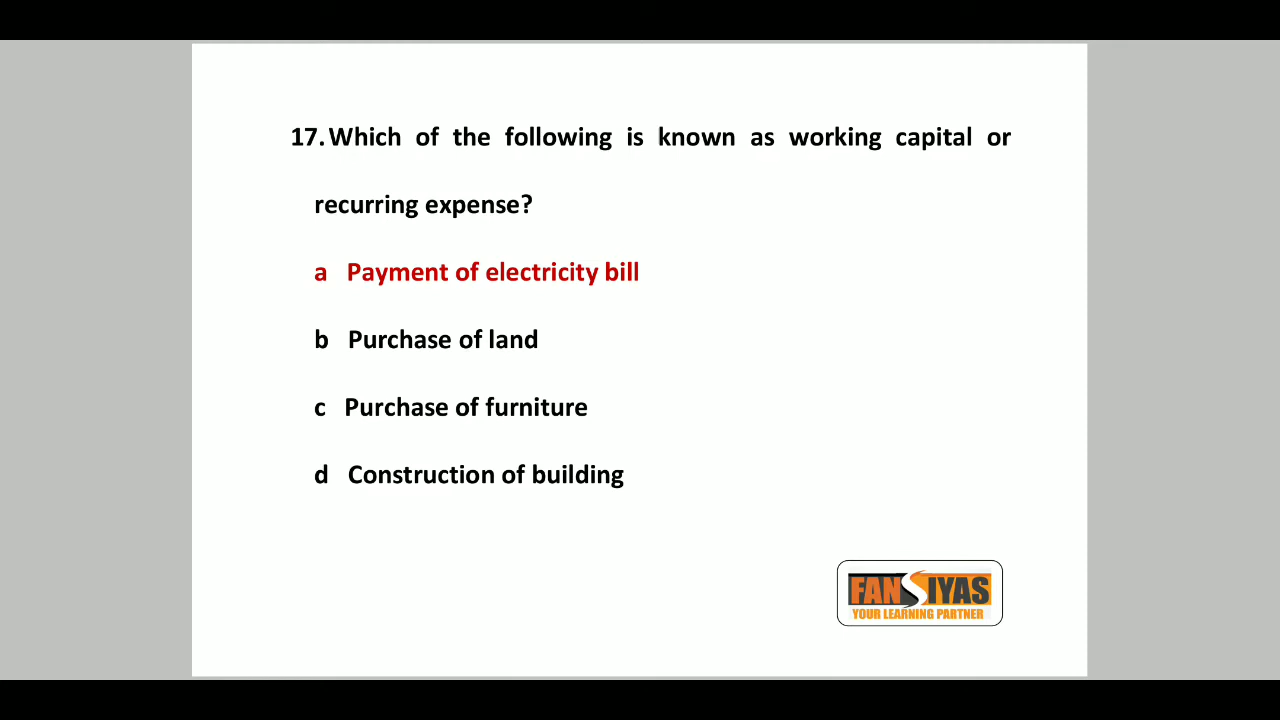 17. Which of the following is known as working capital or
recurring expense?
a Payment of electricity bill
b Purchase of land
c Purchase of furniture
d Construction of building
FANSIYAS
YOUR LEARNING PARTNER